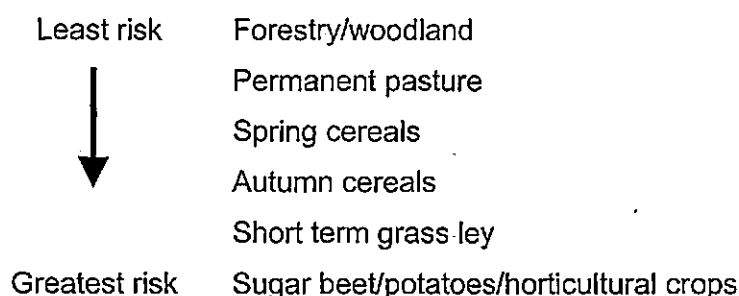 Least risk Forestry/woodland
Permanent pasture
Spring cereals
Autumn cereals
Short term grass ley
Greatest risk Sugar beet/potatoes/horticultural crops